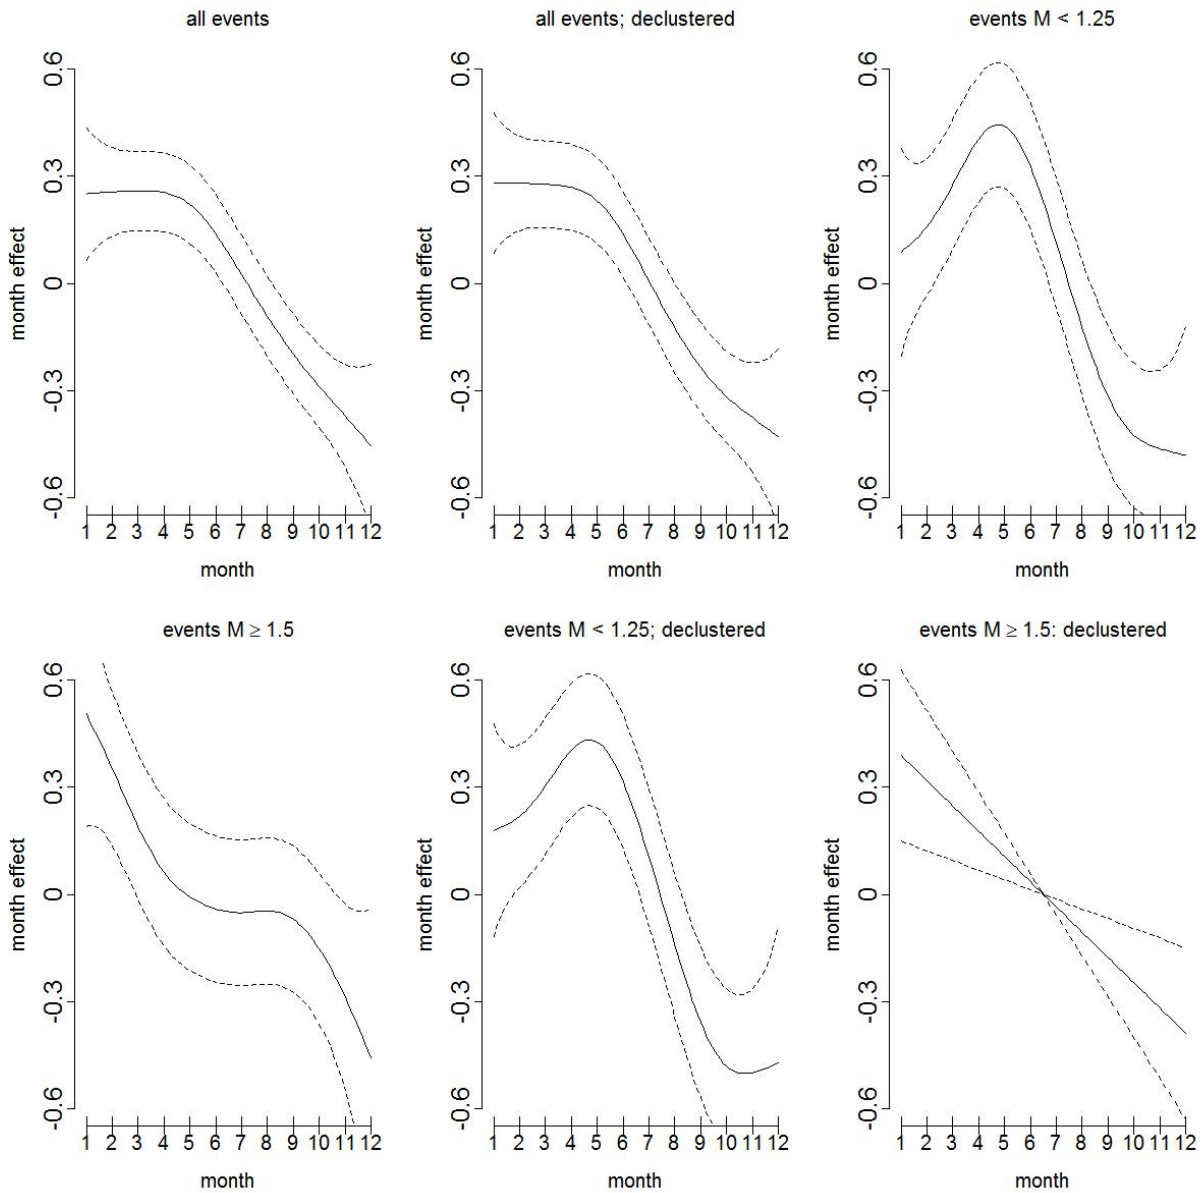 all events
all events; declustered
events M < 1.25
0.6
0.3
0
-0.3
-0.6
month effect
1 2 3 4 5 6 7 8 9 10 11 12
month
0.6
0.3
0
-0.3
-0.6
month effect
1 2 3 4 5 6 7 8 9 10 11 12
month
0.6
0.3
0
-0.3
-0.6
month effect
1 2 3 4 5 6 7 8 9 10 12
month
events M ≥ 1.5
events M < 1.25; declustered
events M ≥ 1.5: declustered
0.6
0.3
0
-0.3
-0.6
month effect
1 2 3 4 5 6 7 8 9 10 12
month
0.6
0.3
0
-0.3
-0.6
month effect
1 2 3 4 5 6 7 8 9 10 12
month
0.6
0.3
0
-0.3
-0.6
month effect
1 2 3 4 5 6 7 8 9 10 12
month